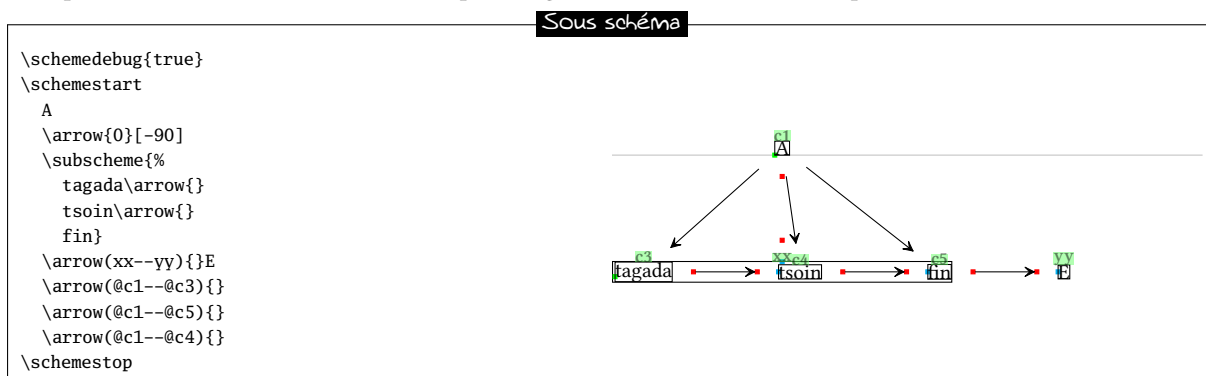 Sous schéma
\schemedebug{true}
\schemestart
A
\arrow{0}[-90]
\subscheme{%
tagada\arrow{}
tsoin\arrow{}
fin}
\arrow(xx--yy){}E
\arrow(@c1--@c3){}
\arrow(@c1--@c5){}
\arrow(@c1--@c4){}
\schemestop
c1
A
c3 xx c4 c5 yy
tagada tsoin fin E